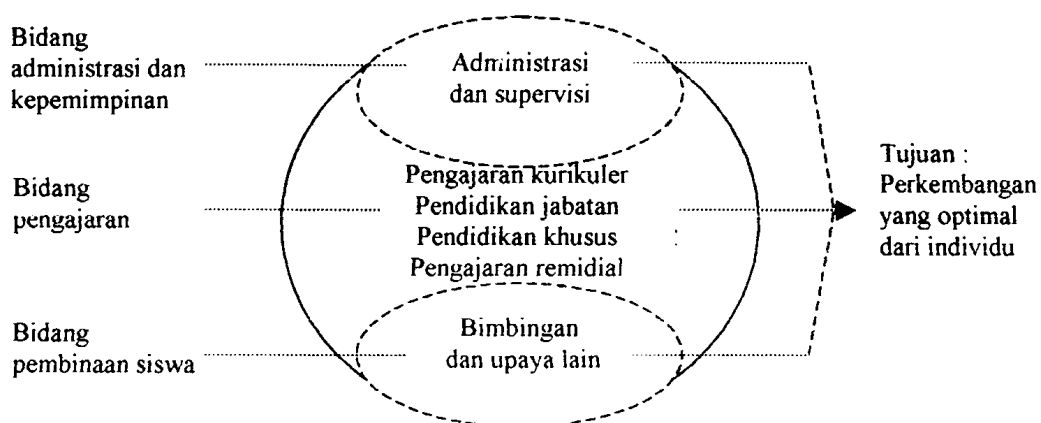 Bidang
administrasi dan
kepemimpinan
Administrasi
dan supervisi
Bidang
pengajaran
Pengajaran kurikuler
Pendidikan jabatan
Pendidikan khusus
Pengajaran remidial
Tujuan :
Perkembangan
yang optimal
dari individu
Bidang
pembinaan siswa
Bimbingan
dan upaya lain